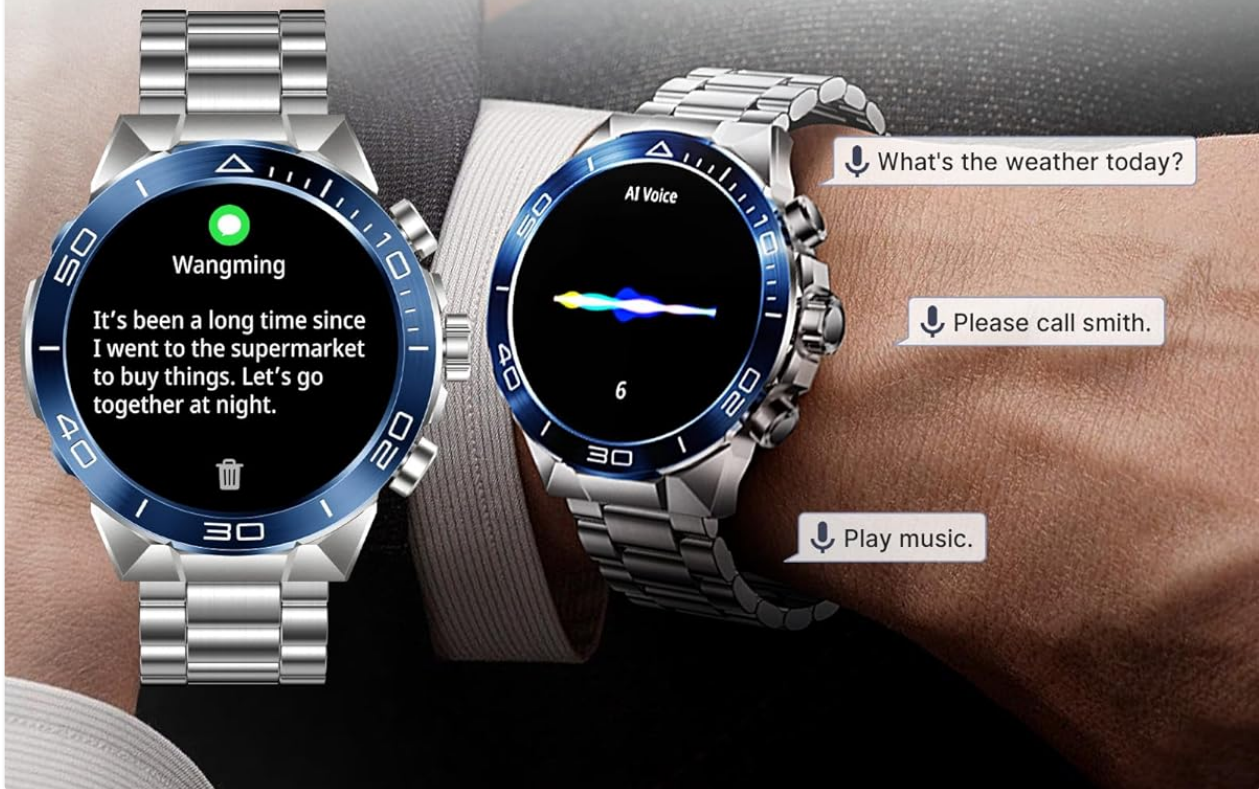 50
10
40
20
30
Wangming
It's been a long time since
I went to the supermarket
to buy things. Let's go
together at night.
50
10
40
20
30
AI Voice
6
What's the weather today?
Please call smith.
Play music.